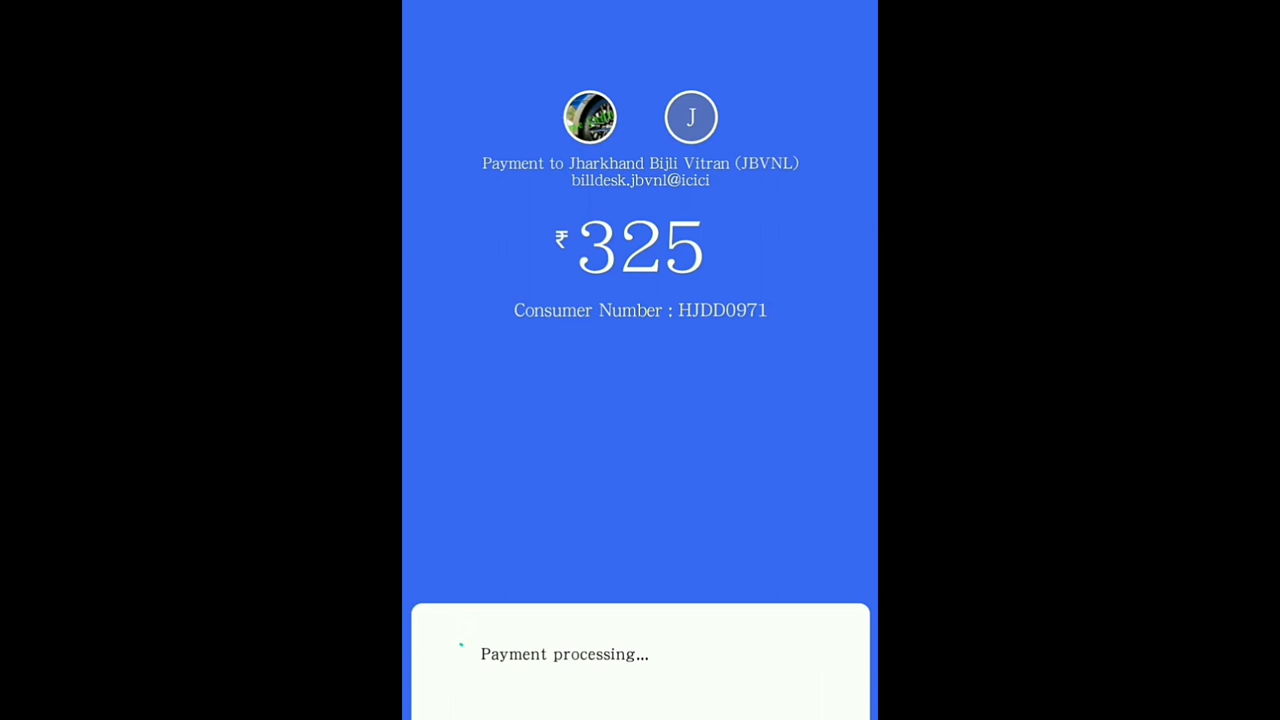 J
Payment to Jharkhand Bijli Vitran (JBVNL)
billdesk.jbvnl@icici
₹325
Consumer Number : HJDD0971
Payment processing...